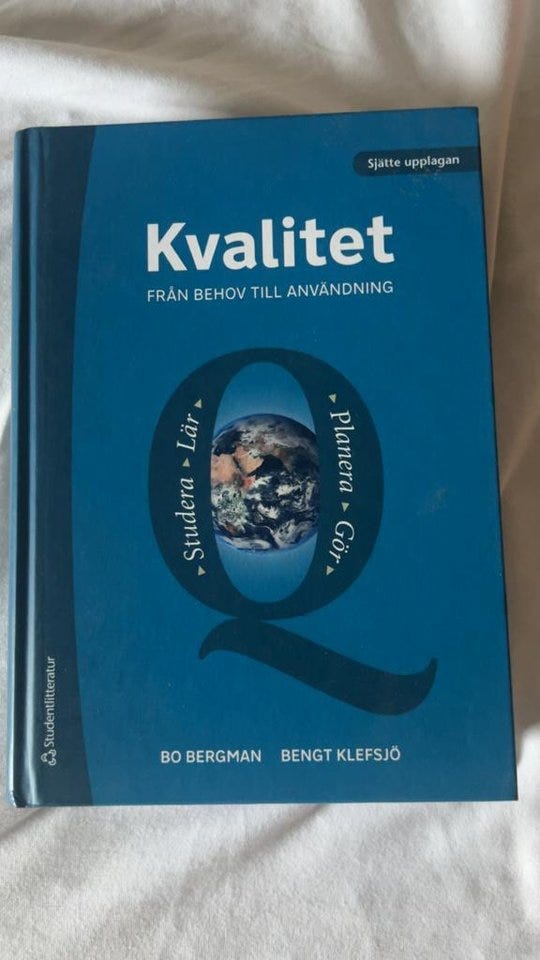 Sjätte upplagan
Kvalitet
FRÅN BEHOV TILL ANVÄNDNING
Studera ▸ Lär ▸
Planera ▸ Gör ▸
Studentlitteratur
BO BERGMAN BENGT KLEFSJÖ